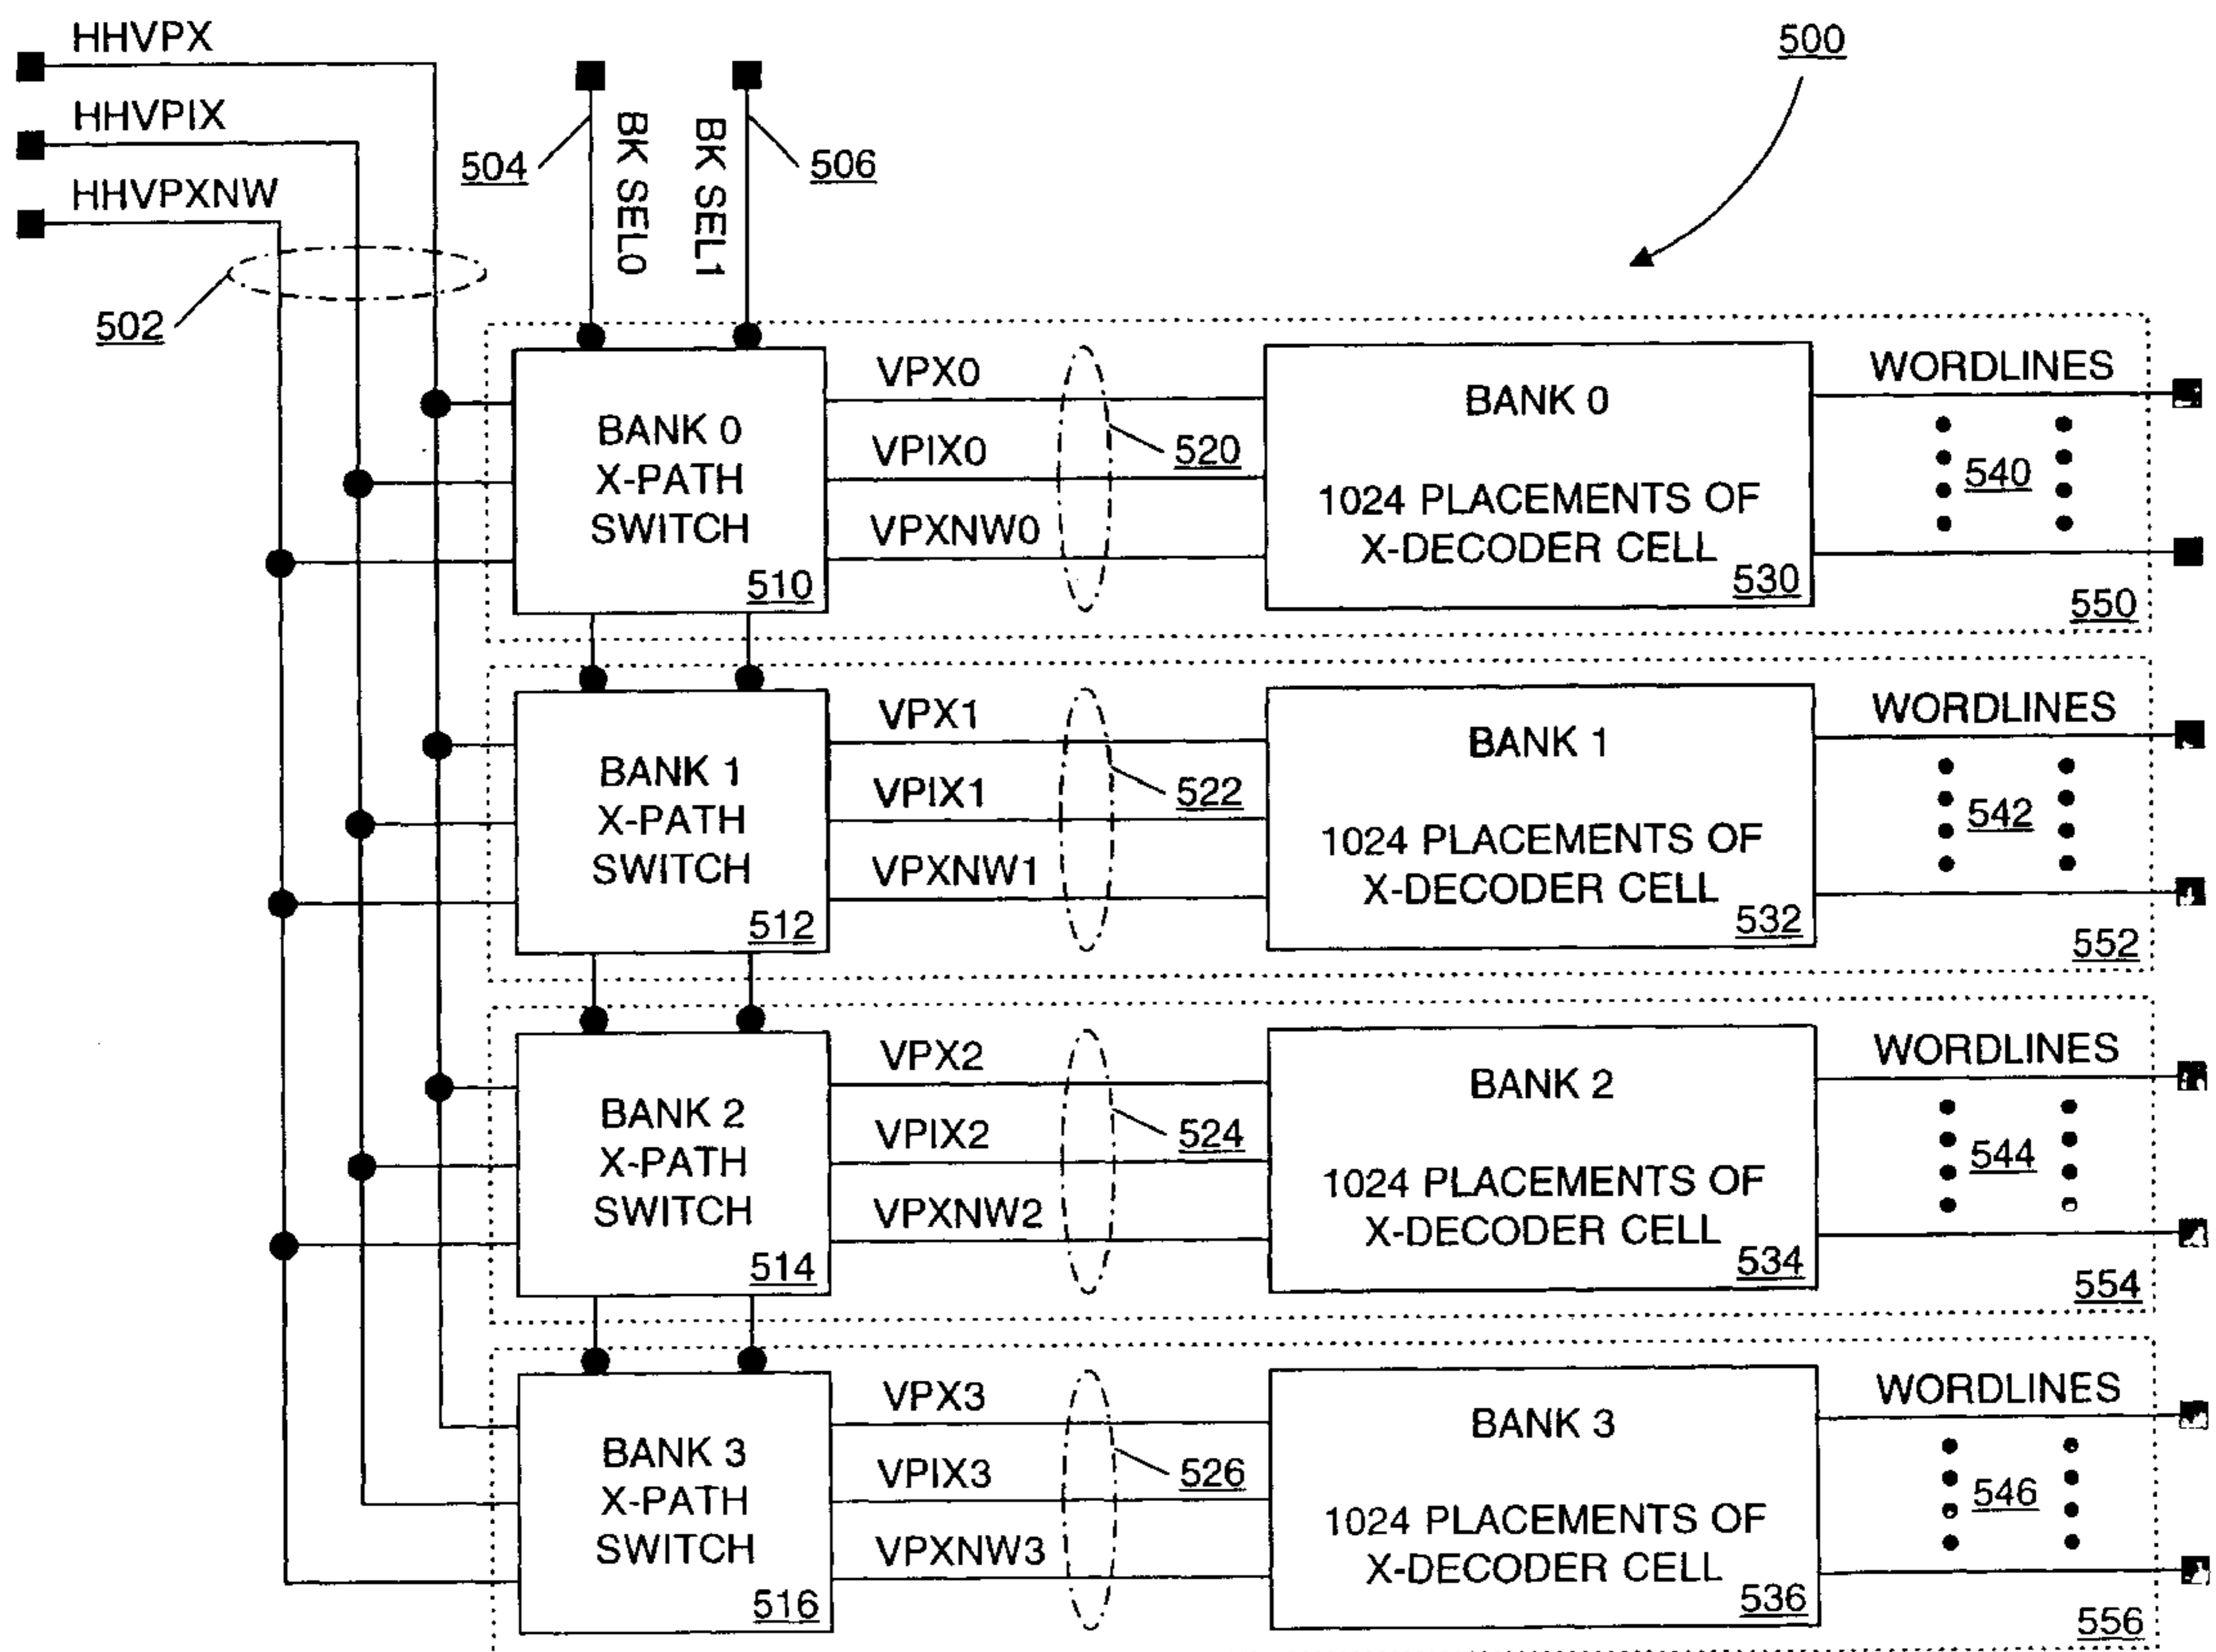 HHVPX
HHVPIX
HHVPXNW
502
504
BK SEL0
BK SEL1
506
500
BANK 0
X-PATH
SWITCH
510
VPX0
VPIX0
VPXNW0
520
BANK 0
1024 PLACEMENTS OF
X-DECODER CELL
530
WORDLINES
540
550
BANK 1
X-PATH
SWITCH
512
VPX1
VPIX1
VPXNW1
522
BANK 1
1024 PLACEMENTS OF
X-DECODER CELL
532
WORDLINES
542
552
BANK 2
X-PATH
SWITCH
514
VPX2
VPIX2
VPXNW2
524
BANK 2
1024 PLACEMENTS OF
X-DECODER CELL
534
WORDLINES
544
554
BANK 3
X-PATH
SWITCH
516
VPX3
VPIX3
VPXNW3
526
BANK 3
1024 PLACEMENTS OF
X-DECODER CELL
536
WORDLINES
546
556